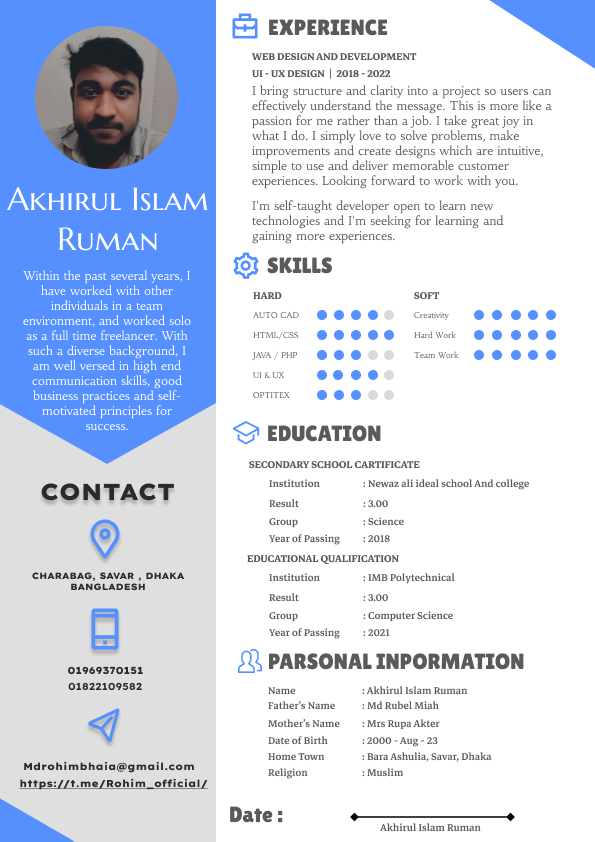 Akhirul Islam
Ruman
Within the past several years, I
have worked with other
individuals in a team
environment, and worked solo
as a full time freelancer. With
such a diverse background, I
am well versed in high end
communication skills, good
business practices and self-
motivated principles for
success.
CONTACT
CHARABAG, SAVAR , DHAKA
BANGLADESH
01969370151
01822109582
Mdrohimbhaia@gmail.com
https://t.me/Rohim_official/
EXPERIENCE
WEB DESIGN AND DEVELOPMENT
UI - UX DESIGN | 2018 - 2022
I bring structure and clarity into a project so users can
effectively understand the message. This is more like a
passion for me rather than a job. I take great joy in
what I do. I simply love to solve problems, make
improvements and create designs which are intuitive,
simple to use and deliver memorable customer
experiences. Looking forward to work with you.
I'm self-taught developer open to learn new
technologies and I'm seeking for learning and
gaining more experiences.
SKILLS
HARD
AUTO CAD
HTML/CSS
JAVA / PHP
UI & UX
OPTITEX
SOFT
Creativity
Hard Work
Team Work
EDUCATION
SECONDARY SCHOOL CARTIFICATE
Institution : Newaz ali ideal school And college
Result : 3.00
Group : Science
Year of Passing : 2018
EDUCATIONAL QUALIFICATION
Institution : IMB Polytechnical
Result : 3.00
Group : Computer Science
Year of Passing : 2021
PARSONAL INPORMATION
Name : Akhirul Islam Ruman
Father's Name : Md Rubel Miah
Mother's Name : Mrs Rupa Akter
Date of Birth : 2000 - Aug - 23
Home Town : Bara Ashulia, Savar, Dhaka
Religion : Muslim
Date :
Akhirul Islam Ruman